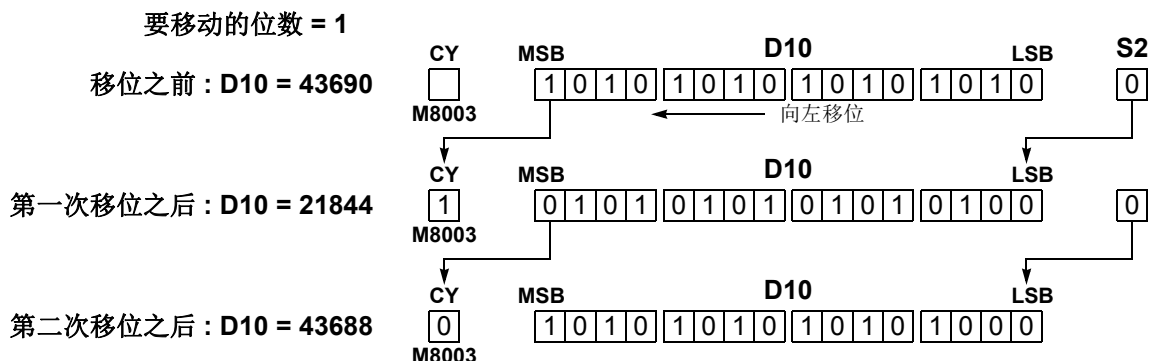 要移动的位数 = 1
CY MSB D10 LSB S2
移位之前 : D10 = 43690 1 0 1 0 1 0 1 0 1 0 1 0 1 0 1 0 0
M8003 向左移位
CY MSB D10 LSB
第一次移位之后 : D10 = 21844 1 0 1 0 1 0 1 0 1 0 1 0 1 0 1 0 0 0
M8003
CY MSB D10 LSB
第二次移位之后 : D10 = 43688 0 1 0 1 0 1 0 1 0 1 0 1 0 1 0 0 0
M8003